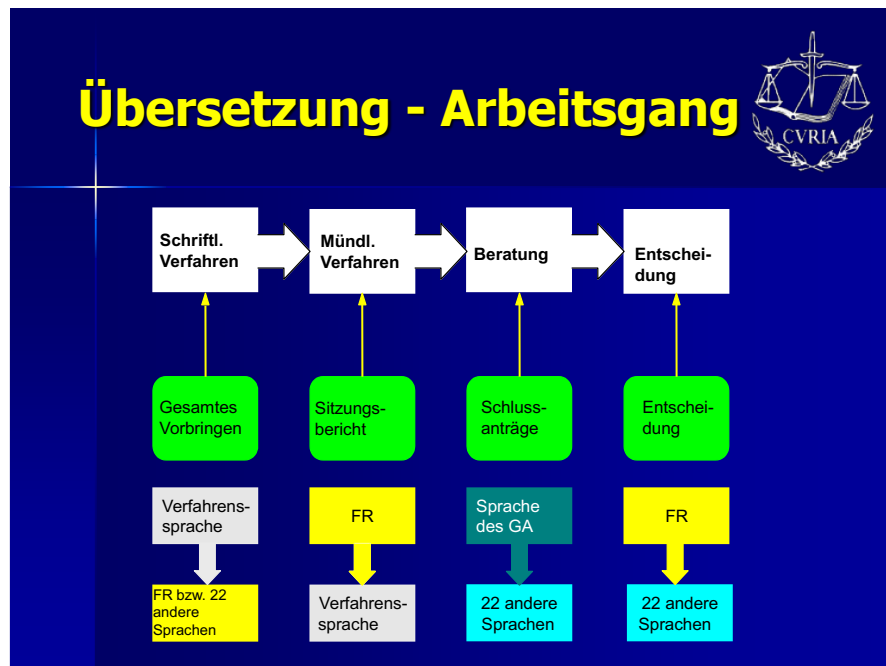 Übersetzung - Arbeitsgang
CVRIA
Schriftl.
Verfahren
Mündl.
Verfahren
Beratung
Entschei-
dung
Gesamtes
Vorbringen
Sitzungs-
bericht
Schluss-
anträge
Entschei-
dung
Verfahrens-
sprache
FR
Sprache
des GA
FR
FR bzw. 22
andere
Sprachen
Verfahrens-
sprache
22 andere
Sprachen
22 andere
Sprachen